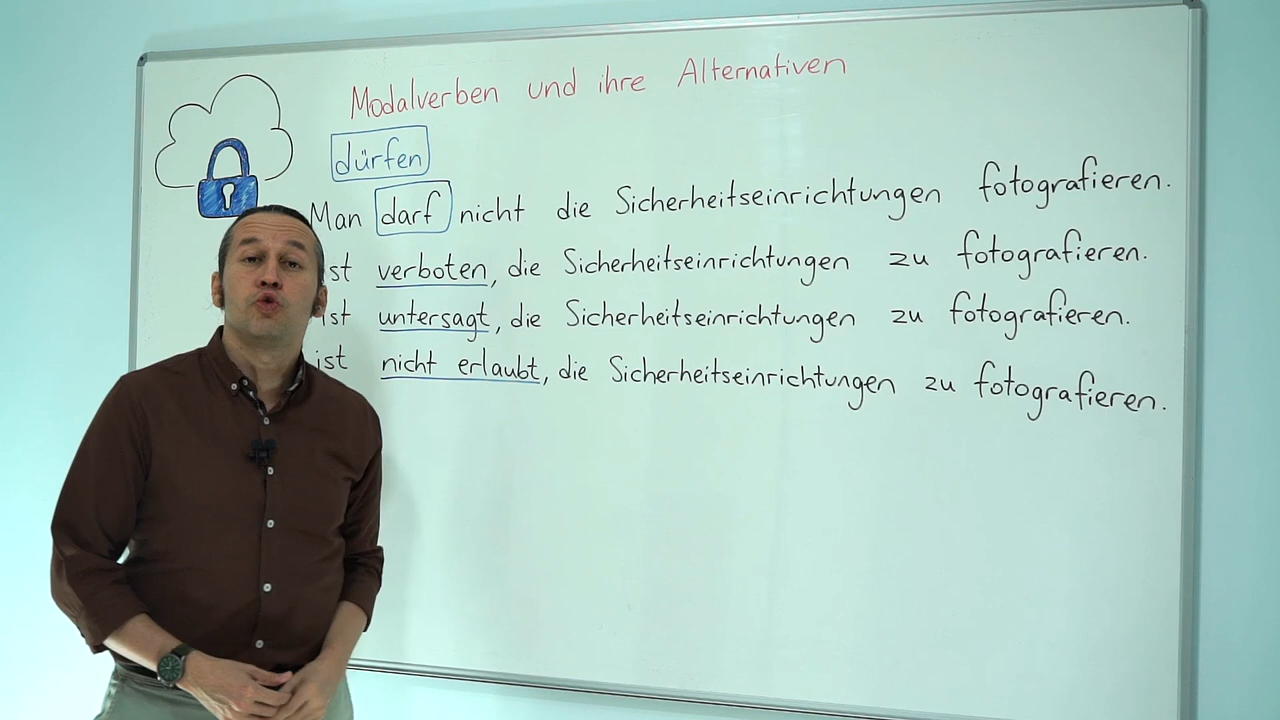 Modalverben und ihre Alternativen
dürfen
Man darf nicht die Sicherheitseinrichtungen fotografieren.
ist verboten, die Sicherheitseinrichtungen zu fotografieren.
ist untersagt, die Sicherheitseinrichtungen zu fotografieren.
ist nicht erlaubt, die Sicherheitseinrichtungen zu fotografieren.